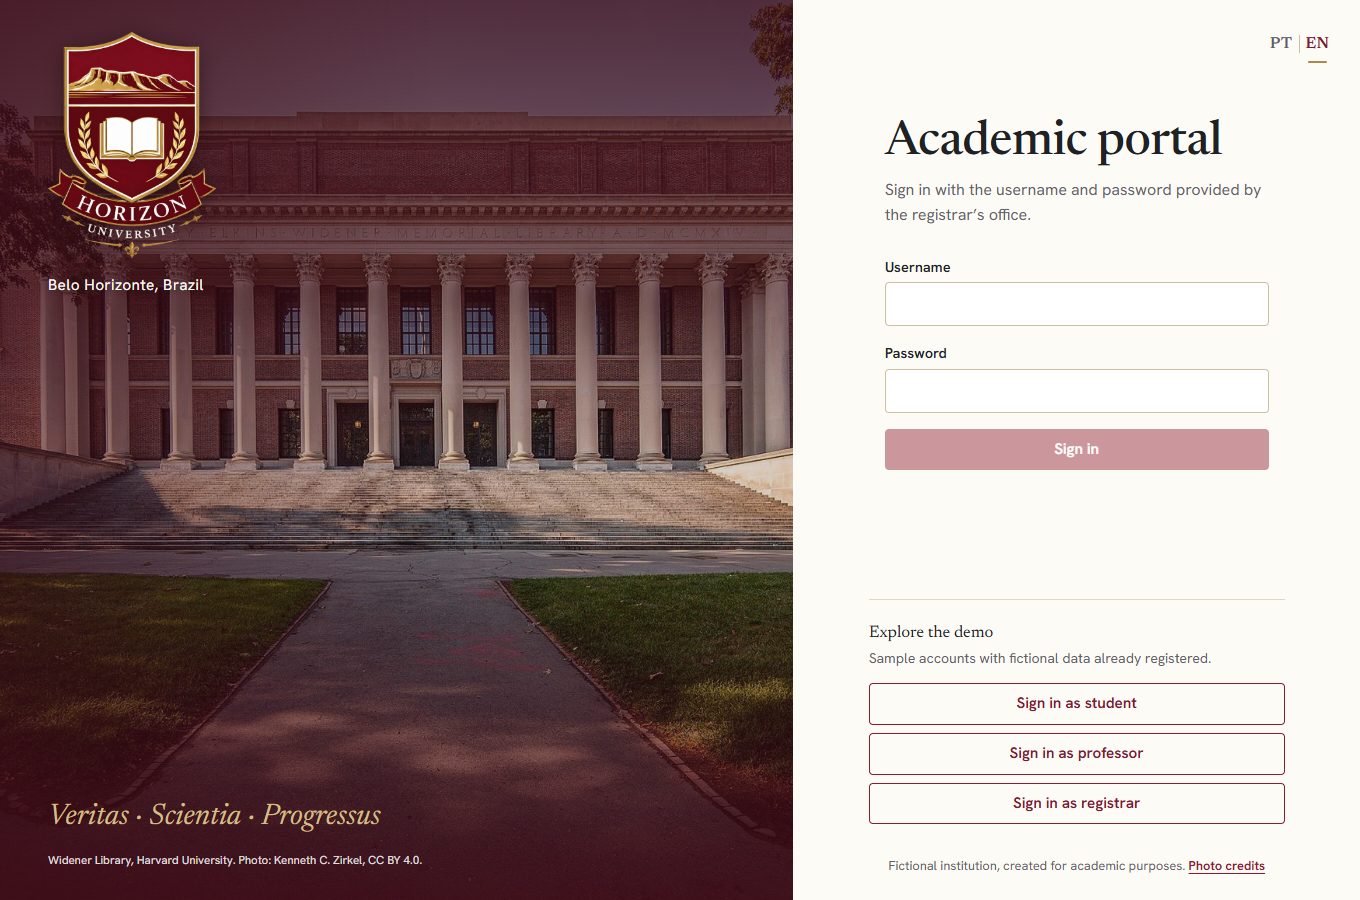 HORIZON
UNIVERSITY
Belo Horizonte, Brazil
Veritas · Scientia · Progressus
Widener Library, Harvard University. Photo: Kenneth C. Zirkel, CC BY 4.0.
PT | EN
Academic portal
Sign in with the username and password provided by
the registrar’s office.
Username
Password
Sign in
Explore the demo
Sample accounts with fictional data already registered.
Sign in as student
Sign in as professor
Sign in as registrar
Fictional institution, created for academic purposes. Photo credits